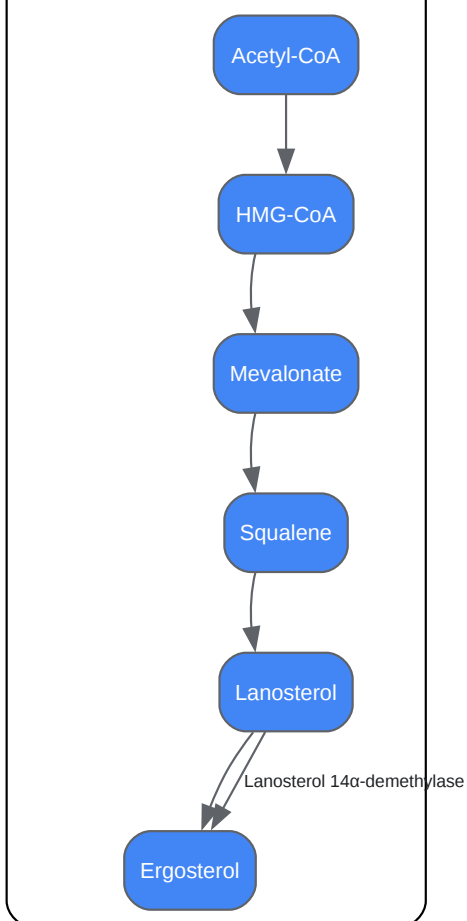 Acetyl-CoA
HMG-CoA
Mevalonate
Squalene
Lanosterol
Lanosterol 14α-demethylase
Ergosterol